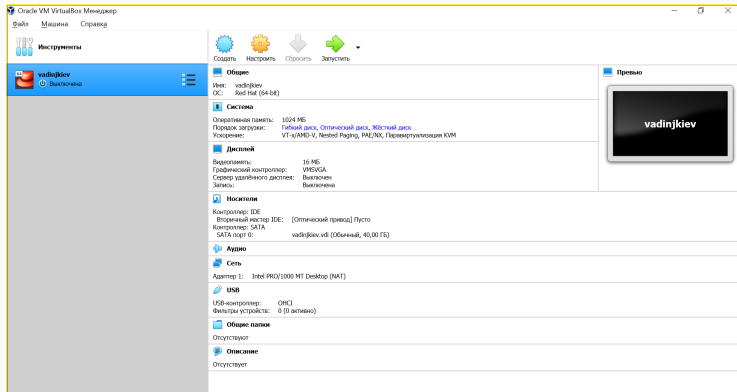 Oracle VM VirtualBox Менеджер
Файл Машина Справка
Инструменты
vadinjkiev
Выключена
Создать Настроить Сбросить Запустить
Общие
Имя: vadinjkiev
ОС: Red Hat (64-bit)
Система
Оперативная память: 1024 МБ
Порядок загрузки: Гибкий диск, Оптический диск, Жёсткий диск
Ускорение: VT-x/AMD-V, Nested Paging, PAE/NX, Паравиртуализация KVM
Дисплей
Видеопамять: 16 МБ
Графический контроллер: VMSVGA
Сервер удалённого дисплея: Выключен
Запись: Выключена
Носители
Контроллер: IDE
Вторичный мастер IDE: [Оптический привод] Пусто
Контроллер: SATA
SATA порт 0: vadinjkiev.vdi (Обычный, 40,00 ГБ)
Аудио
Сеть
Адаптер 1: Intel PRO/1000 MT Desktop (NAT)
USB
USB-контроллер: OHCI
Фильтры устройств: 0 (0 активно)
Общие папки
Отсутствуют
Описание
Отсутствует
Превью
vadinjkiev